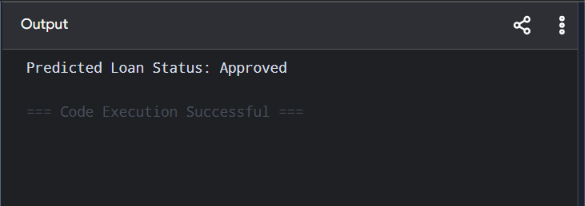 Output
Predicted Loan Status: Approved
=== Code Execution Successful ===